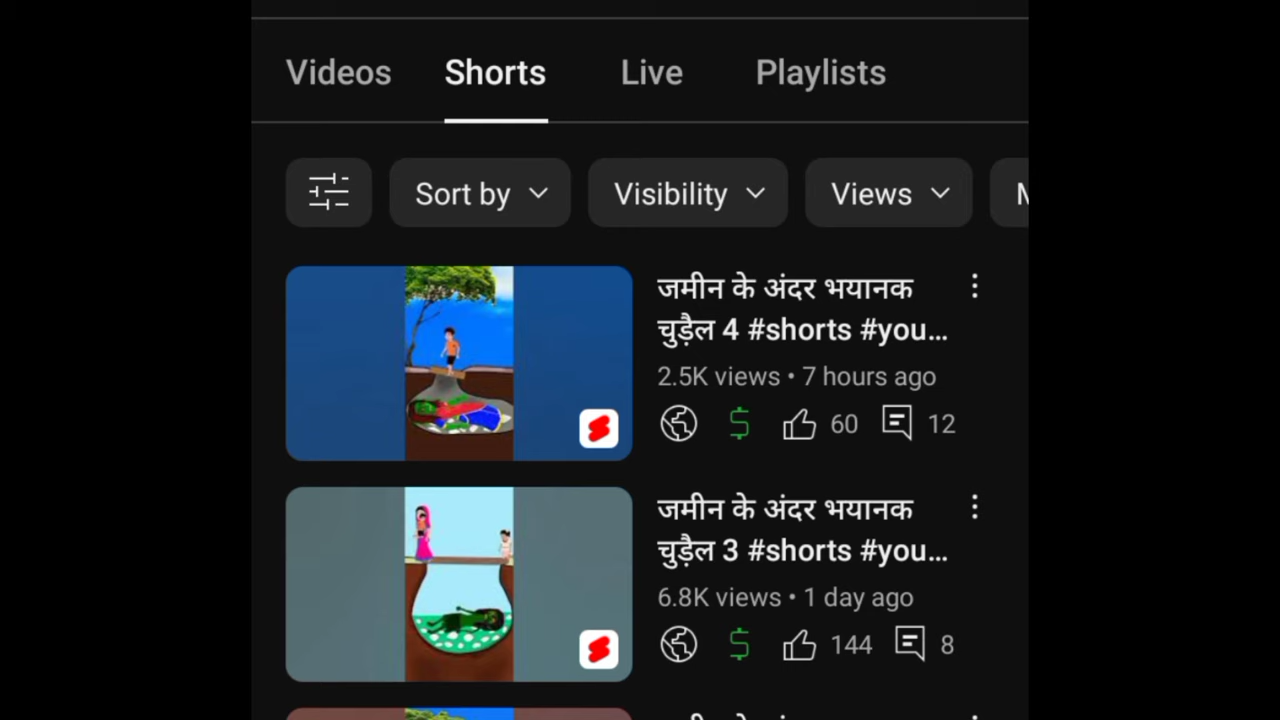 Videos Shorts Live Playlists
Sort by Visibility Views M
जमीन के अंदर भयानक
चुड़ैल 4 #shorts #you...
2.5K views • 7 hours ago
60 12
जमीन के अंदर भयानक
चुड़ैल 3 #shorts #you...
6.8K views • 1 day ago
144 8